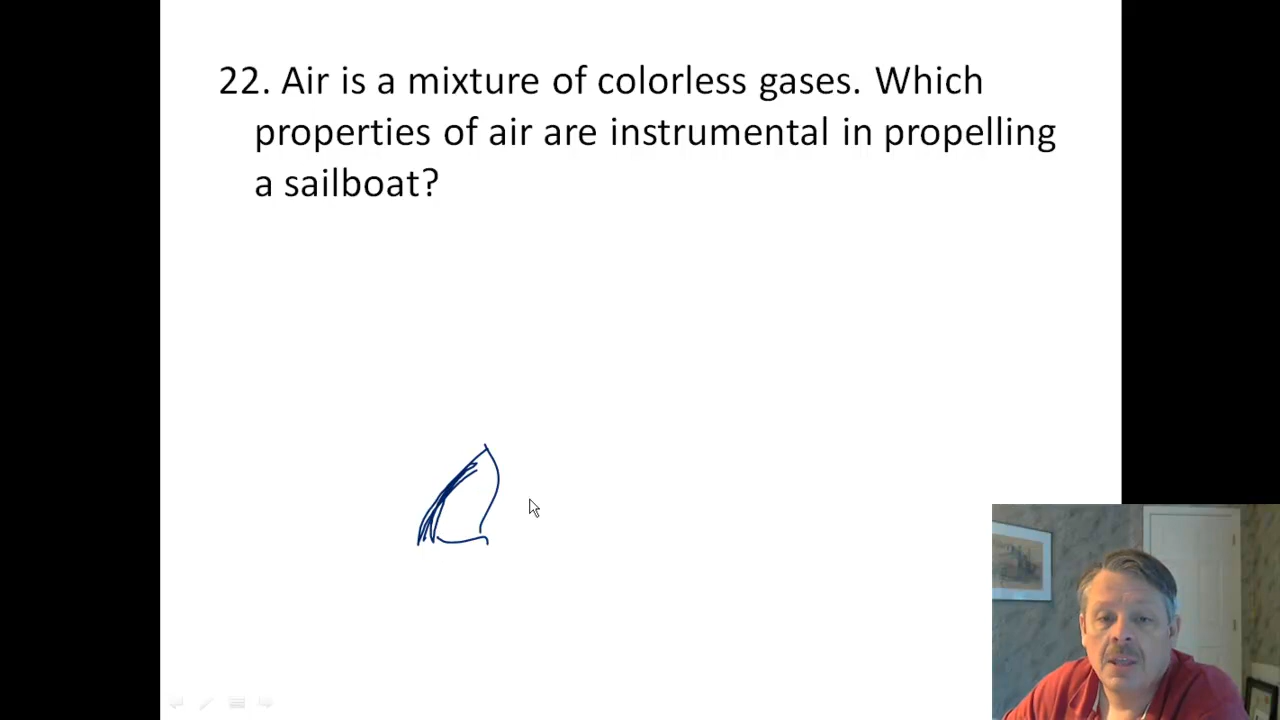 22. Air is a mixture of colorless gases. Which
properties of air are instrumental in propelling
a sailboat?